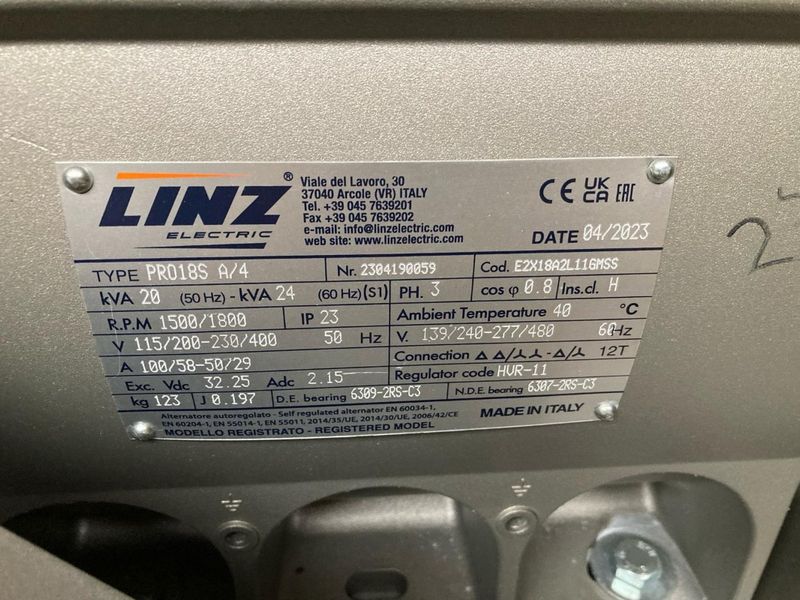 LINZ ®
ELECTRIC
Viale del Lavoro, 30
37040 Arcole (VR) ITALY
Tel. +39 045 7639201
Fax +39 045 7639202
e-mail: info@linzelectric.com
web site: www.linzelectric.com
CE UK CA EAC
DATE 04/2023
TYPE PRO18S A/4 Nr. 2304190059 Cod. E2X18A2L116MSS
kVA 20 (50 Hz) - kVA 24 (60 Hz) (S1) PH. 3 cos φ 0.8 Ins.cl. H
R.P.M 1500/1800 IP 23 Ambient Temperature 40 °C
V 115/200-230/400 50 Hz V. 139/240-277/480 60Hz
A 100/58-50/29 Connection △ △/⅄ ⅄ - △/⅄ 12T
Exc. Vdc 32.25 Adc 2.15 Regulator code HVR-11
kg 123 J 0.197 D.E. bearing 6309-2RS-C3 N.D.E. bearing 6307-2RS-C3
Alternatore autoregolato - Self regulated alternator EN 60034-1,
EN 60204-1, EN 55014-1, EN 55011, 2014/35/UE, 2014/30/UE, 2006/42/CE
MODELLO REGISTRATO - REGISTERED MODEL
MADE IN ITALY